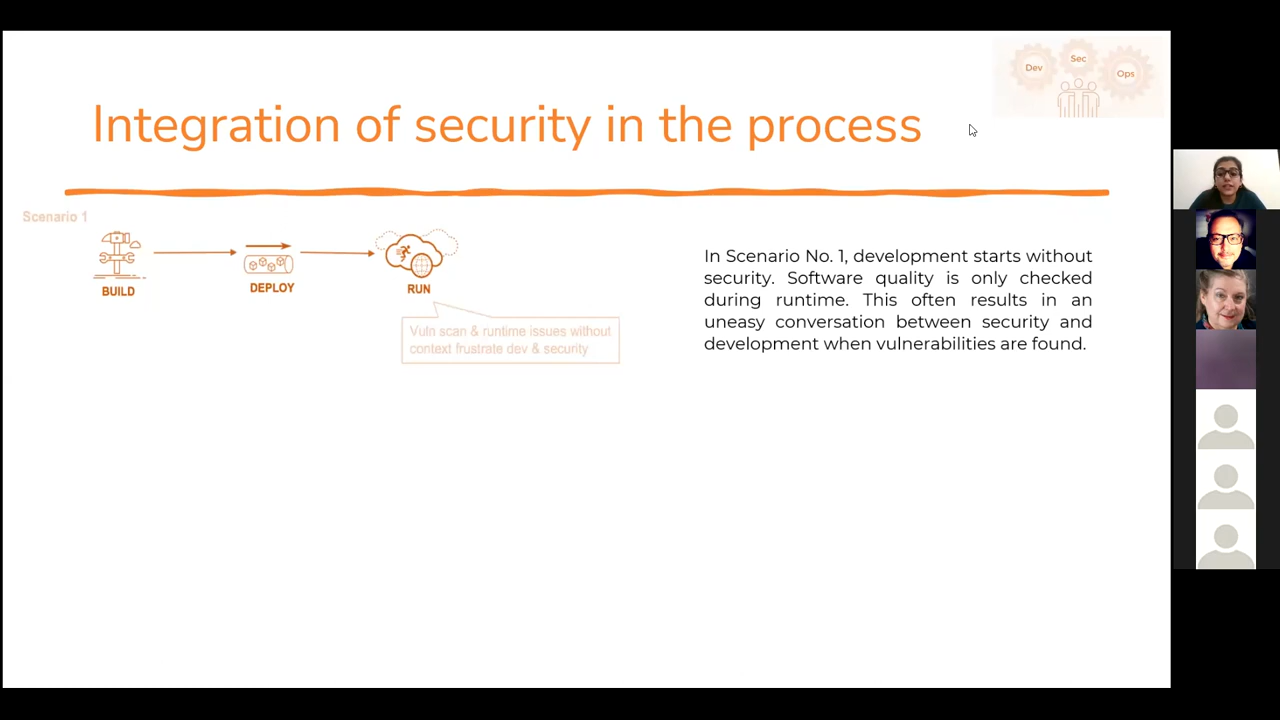 Dev
Sec
Ops
Integration of security in the process
Scenario 1
BUILD
DEPLOY
RUN
Vuln scan & runtime issues without
context frustrate dev & security
In Scenario No. 1, development starts without
security. Software quality is only checked
during runtime. This often results in an
uneasy conversation between security and
development when vulnerabilities are found.